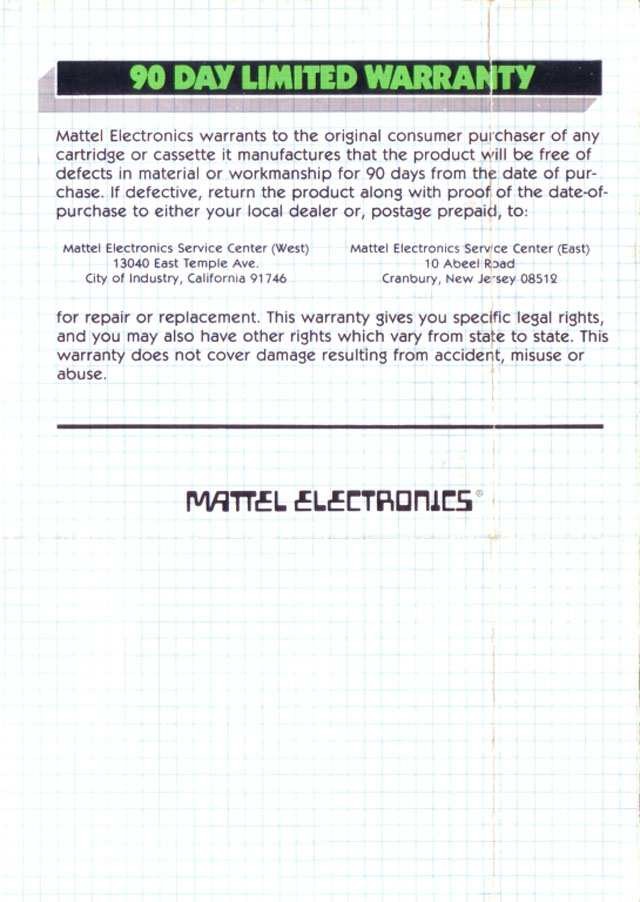 90 DAY LIMITED WARRANTY
Mattel Electronics warrants to the original consumer purchaser of any
cartridge or cassette it manufactures that the product will be free of
defects in material or workmanship for 90 days from the date of pur-
chase. If defective, return the product along with proof of the date-of-
purchase to either your local dealer or, postage prepaid, to:
Mattel Electronics Service Center (West)
13040 East Temple Ave.
City of Industry, California 91746
Mattel Electronics Service Center (East)
10 Abeel Road
Cranbury, New Jersey 08512
for repair or replacement. This warranty gives you specific legal rights,
and you may also have other rights which vary from state to state. This
warranty does not cover damage resulting from accident, misuse or
abuse.
MATTEL ELECTRONICS®